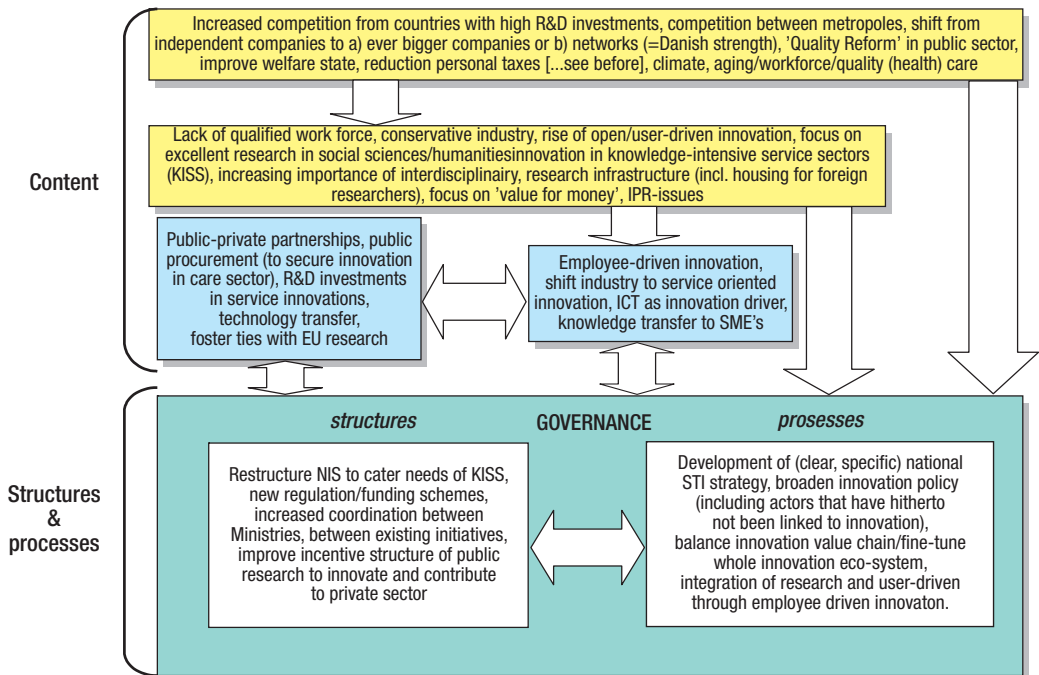 Increased competition from countries with high R&D investments, competition between metropoles, shift from
independent companies to a) ever bigger companies or b) networks (=Danish strength), 'Quality Reform' in public sector,
improve welfare state, reduction personal taxes [...see before], climate, aging/workforce/quality (health) care
Content
Lack of qualified work force, conservative industry, rise of open/user-driven innovation, focus on
excellent research in social sciences/humanitiesinnovation in knowledge-intensive service sectors
(KISS), increasing importance of interdisciplinairy, research infrastructure (incl. housing for foreign
researchers), focus on 'value for money', IPR-issues
Public-private partnerships, public
procurement (to secure innovation
in care sector), R&D investments
in service innovations,
technology transfer,
foster ties with EU research
Employee-driven innovation,
shift industry to service oriented
innovation, ICT as innovation driver,
knowledge transfer to SME's
Structures
&
processes
structures
GOVERNANCE
prosesses
Restructure NIS to cater needs of KISS,
new regulation/funding schemes,
increased coordination between
Ministries, between existing initiatives,
improve incentive structure of public
research to innovate and contribute
to private sector
Development of (clear, specific) national
STI strategy, broaden innovation policy
(including actors that have hitherto
not been linked to innovation),
balance innovation value chain/fine-tune
whole innovation eco-system,
integration of research and user-driven
through employee driven innovaton.